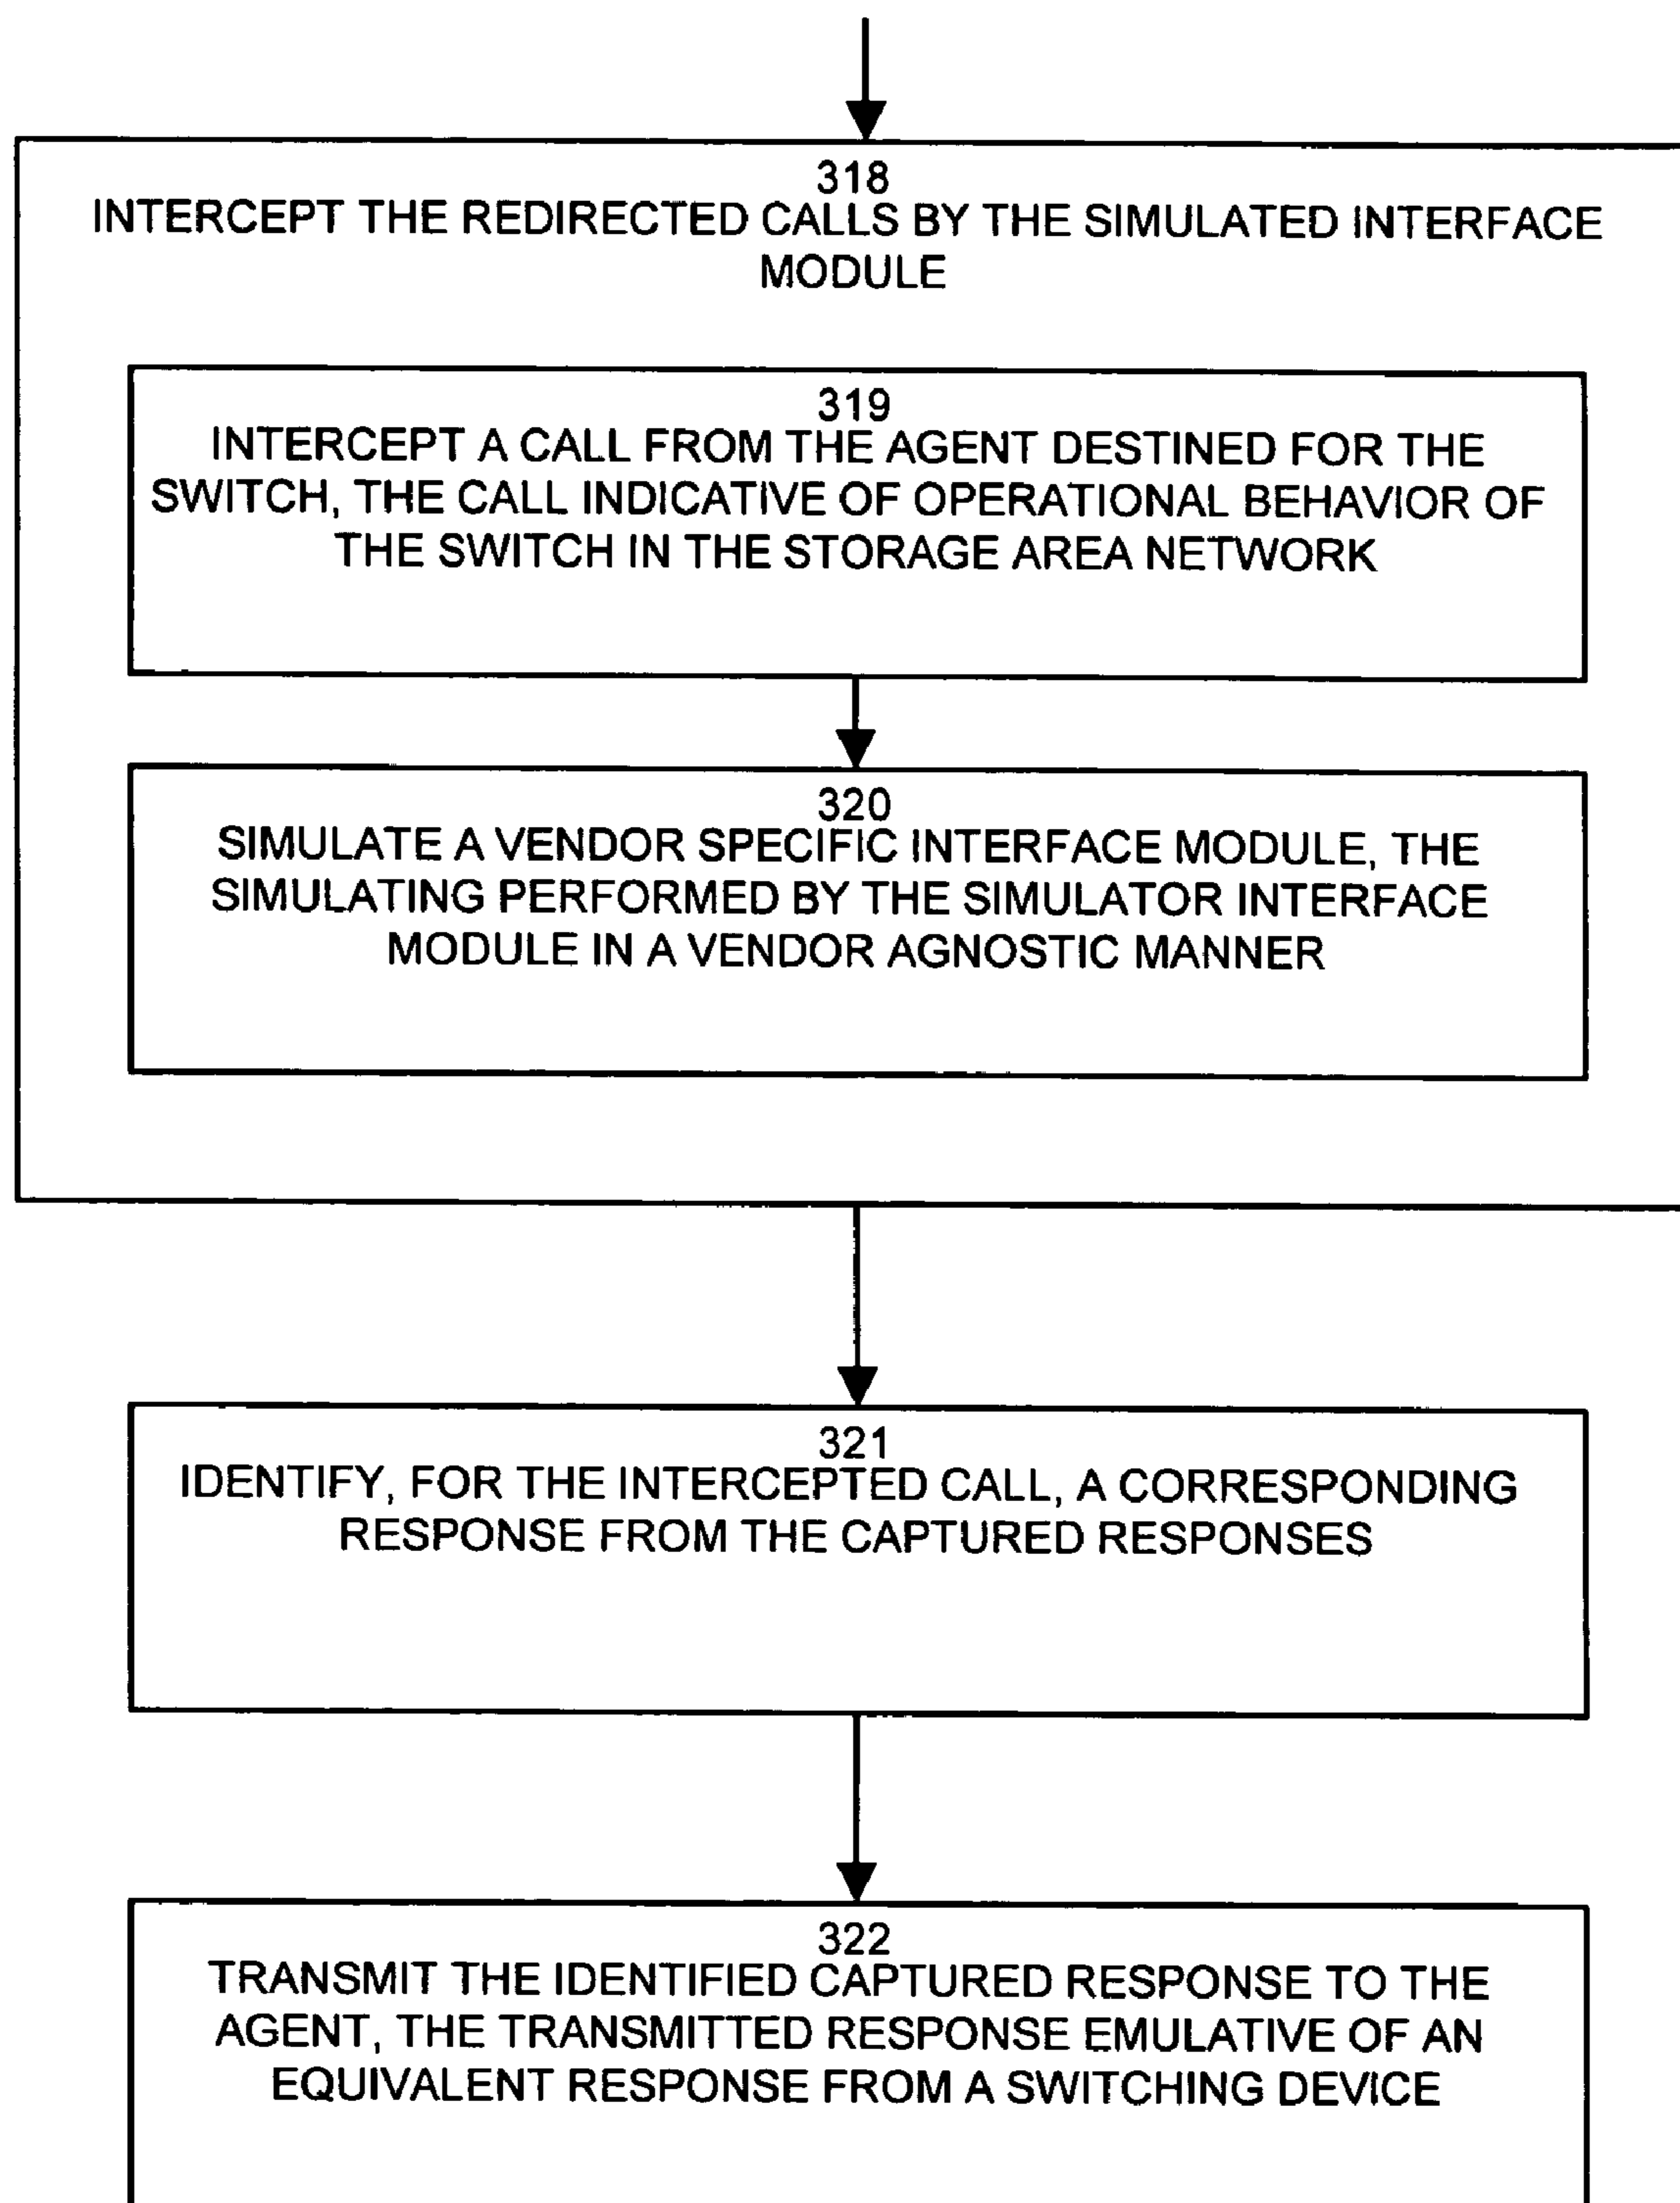 318
INTERCEPT THE REDIRECTED CALLS BY THE SIMULATED INTERFACE
MODULE
319
INTERCEPT A CALL FROM THE AGENT DESTINED FOR THE
SWITCH, THE CALL INDICATIVE OF OPERATIONAL BEHAVIOR OF
THE SWITCH IN THE STORAGE AREA NETWORK
320
SIMULATE A VENDOR SPECIFIC INTERFACE MODULE, THE
SIMULATING PERFORMED BY THE SIMULATOR INTERFACE
MODULE IN A VENDOR AGNOSTIC MANNER
321
IDENTIFY, FOR THE INTERCEPTED CALL, A CORRESPONDING
RESPONSE FROM THE CAPTURED RESPONSES
322
TRANSMIT THE IDENTIFIED CAPTURED RESPONSE TO THE
AGENT, THE TRANSMITTED RESPONSE EMULATIVE OF AN
EQUIVALENT RESPONSE FROM A SWITCHING DEVICE